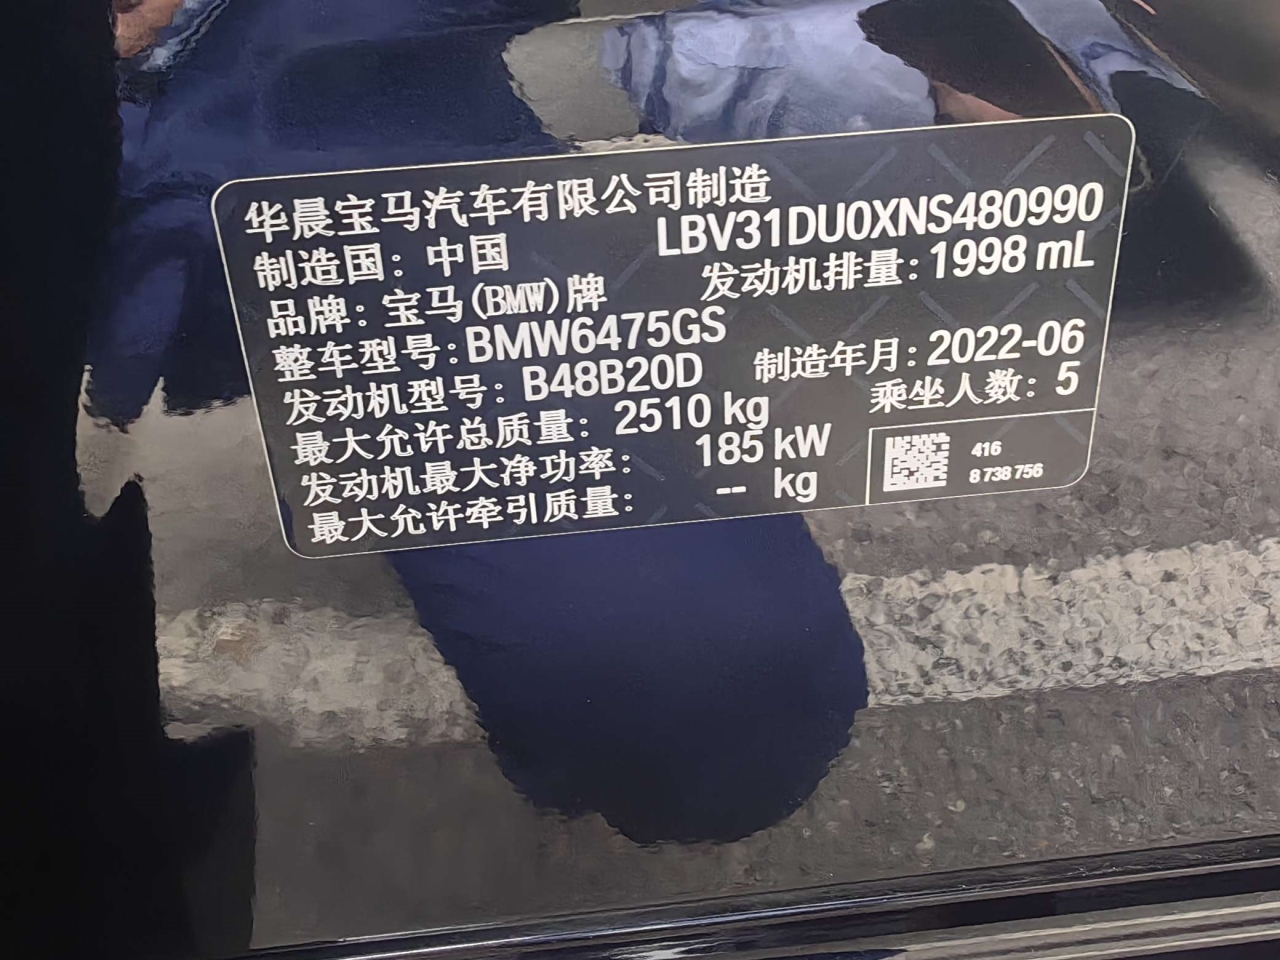 华晨宝马汽车有限公司制造
制造国：中国 LBV31DU0XNS480990
品牌：宝马(BMW)牌 发动机排量：1998 mL
整车型号：BMW6475GS
发动机型号：B48B20D 制造年月：2022-06
最大允许总质量：2510 kg 乘坐人数：5
发动机最大净功率：185 kW
最大允许牵引质量：-- kg
416
8 738 756